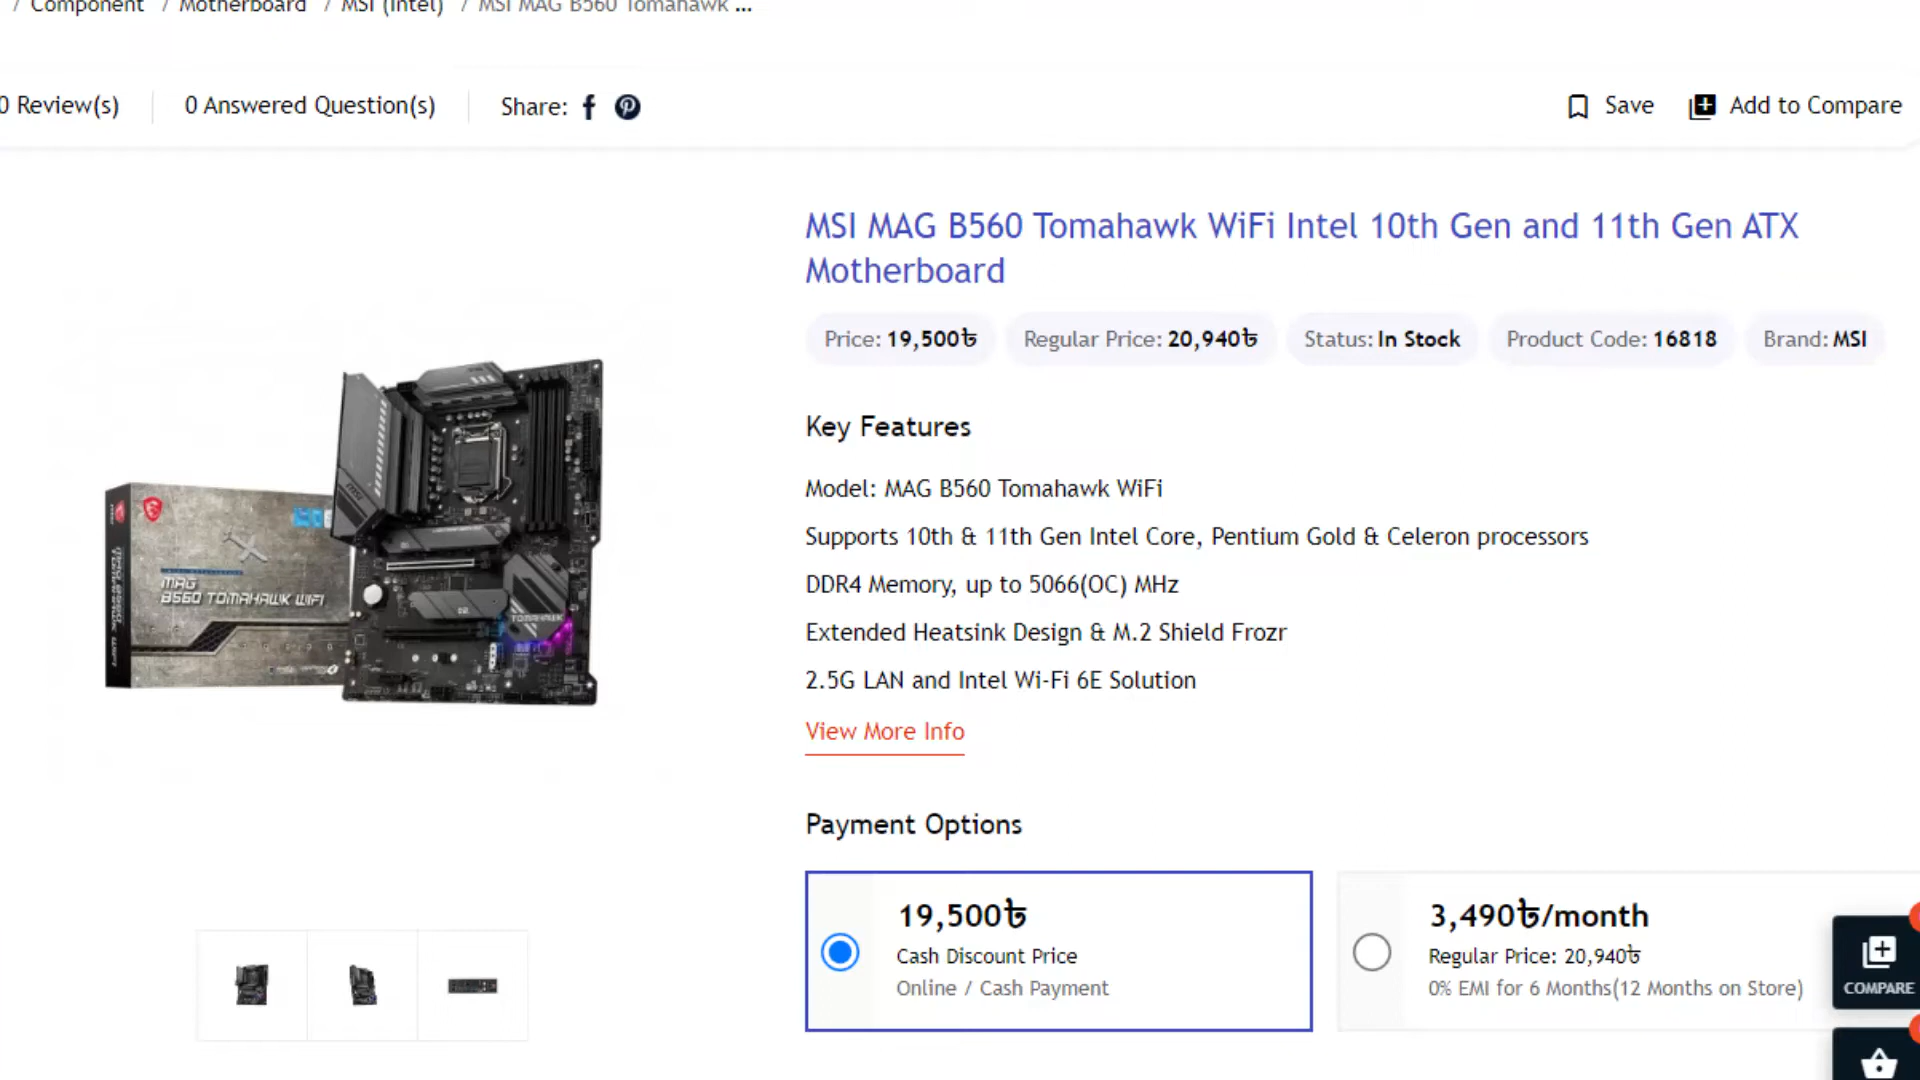 / Component / Motherboard / MSI (Intel) / MSI MAG B560 Tomahawk ...
0 Review(s)
0 Answered Question(s)
Share:
Save
Add to Compare
MSI MAG B560 Tomahawk WiFi Intel 10th Gen and 11th Gen ATX
Motherboard
Price: 19,500৳
Regular Price: 20,940৳
Status: In Stock
Product Code: 16818
Brand: MSI
Key Features
Model: MAG B560 Tomahawk WiFi
Supports 10th & 11th Gen Intel Core, Pentium Gold & Celeron processors
DDR4 Memory, up to 5066(OC) MHz
Extended Heatsink Design & M.2 Shield Frozr
2.5G LAN and Intel Wi-Fi 6E Solution
View More Info
MAG
B560 TOMAHAWK WIFI
TOMAHAWK
Payment Options
19,500৳
Cash Discount Price
Online / Cash Payment
3,490৳/month
Regular Price: 20,940৳
0% EMI for 6 Months(12 Months on Store)
COMPARE